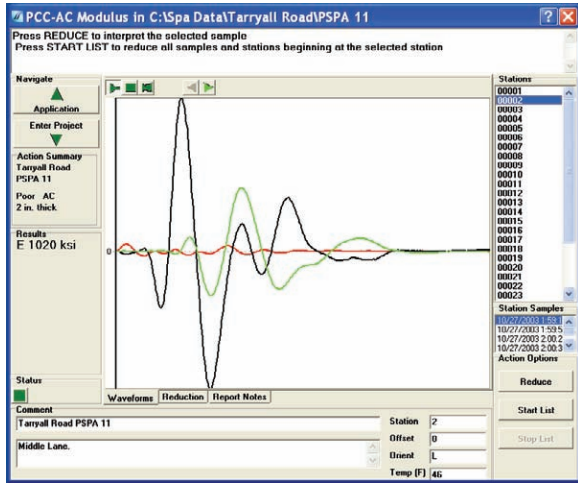 PCC-AC Modulus in C:\Spa Data\Tarryall Road\PSPA 11
Press REDUCE to interpret the selected sample
Press START LIST to reduce all samples and stations beginning at the selected station
Navigate
Application
Enter Project
Action Summary
Tarryall Road
PSPA 11
Poor AC
2 in. thick
Results
E 1020 ksi
Status
0
Waveforms
Reduction
Report Notes
Stations
00001
00002
00003
00004
00005
00006
00007
00008
00009
00010
00011
00012
00013
00014
00015
00016
00017
00018
00019
00020
00021
00022
00023
Station Samples
10/27/2003 1:59:1
10/27/2003 1:59:5
10/27/2003 2:00:2
10/27/2003 2:00:3
Action Options
Reduce
Start List
Stop List
Comment
Tarryall Road PSPA 11
Middle Lane.
Station 2
Offset 0
Orient L
Temp (F) 46